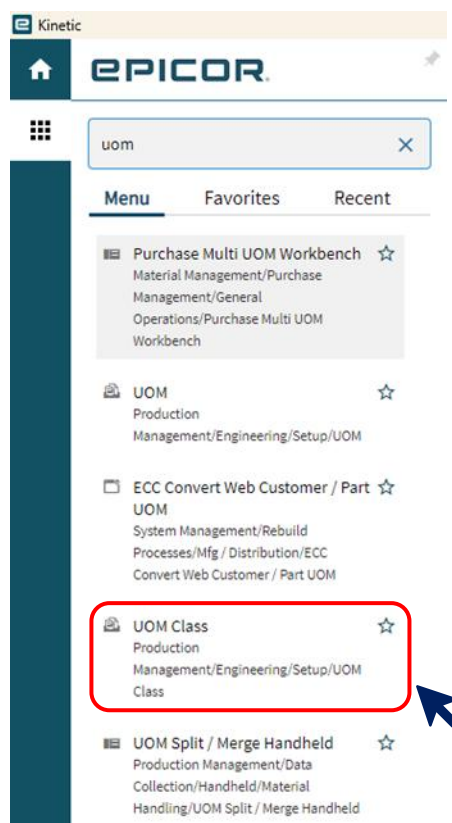 Kinetic
EPICOR
uom
Menu Favorites Recent
Purchase Multi UOM Workbench
Material Management/Purchase
Management/General
Operations/Purchase Multi UOM
Workbench
UOM
Production
Management/Engineering/Setup/UOM
ECC Convert Web Customer / Part
UOM
System Management/Rebuild
Processes/Mfg / Distribution/ECC
Convert Web Customer / Part UOM
UOM Class
Production
Management/Engineering/Setup/UOM
Class
UOM Split / Merge Handheld
Production Management/Data
Collection/Handheld/Material
Handling/UOM Split / Merge Handheld